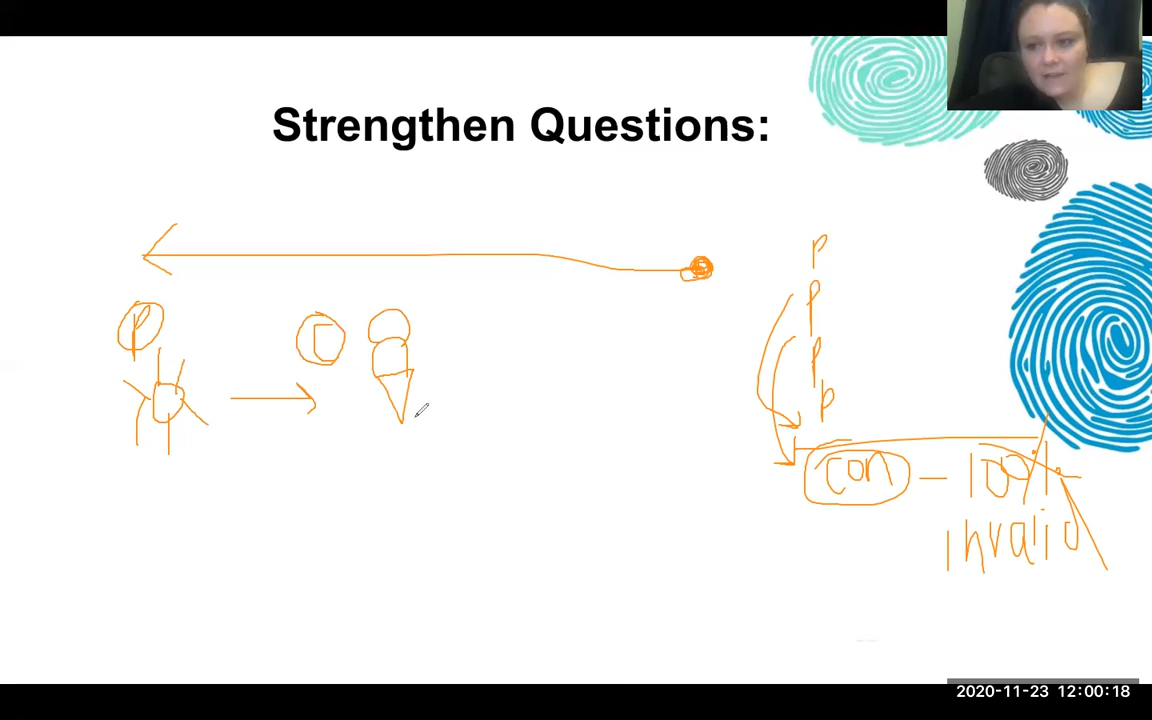 Strengthen Questions:
P
P
P
P
P
C
con - 100%
invalid
2020-11-23 12:00:18